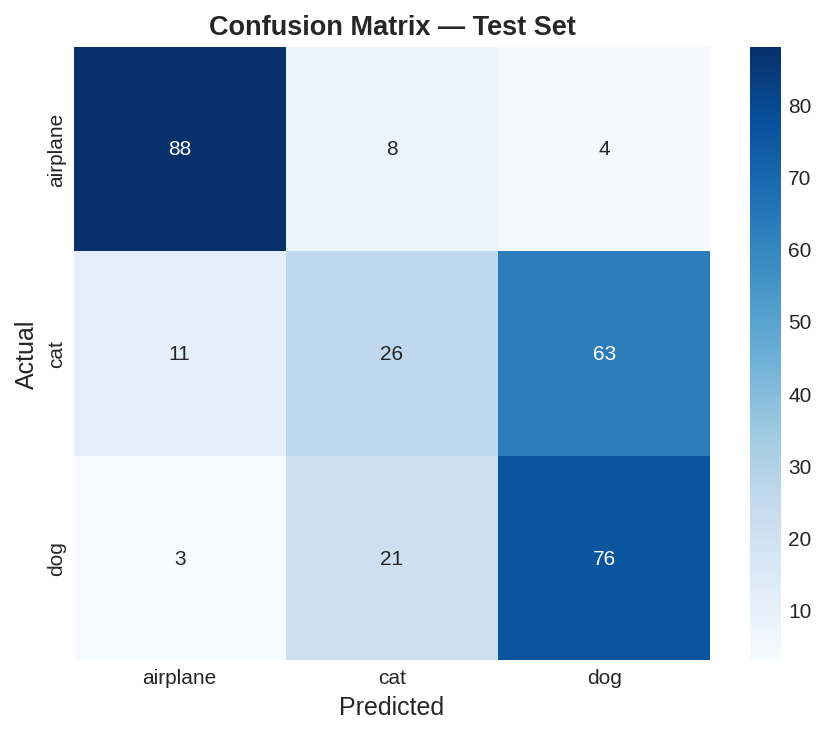 Confusion Matrix — Test Set
airplane
88
8
4
cat
11
26
63
dog
3
21
76
Actual
airplane
cat
dog
Predicted
80
70
60
50
40
30
20
10